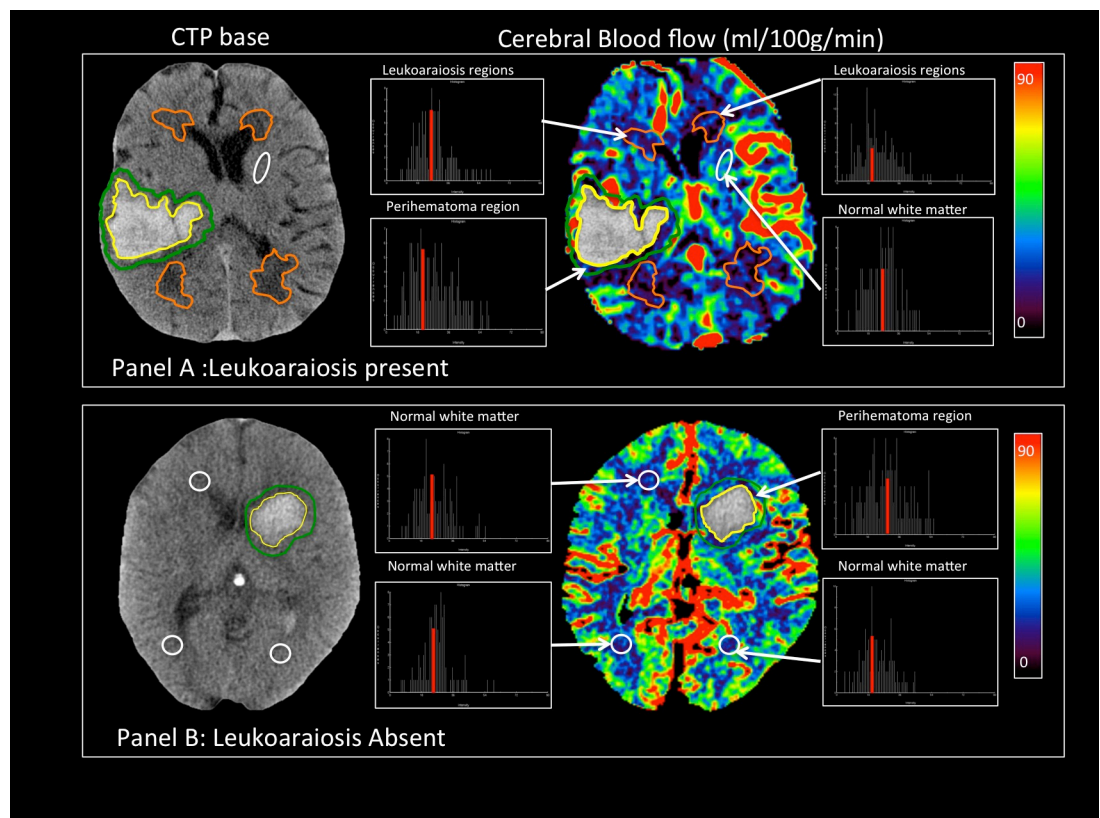 CTP base
Cerebral Blood flow (ml/100g/min)
Leukoaraiosis regions
Leukoaraiosis regions
90
Perihematoma region
Normal white matter
0
Panel A :Leukoaraiosis present
Normal white matter
Perihematoma region
90
Normal white matter
Normal white matter
0
Panel B: Leukoaraiosis Absent